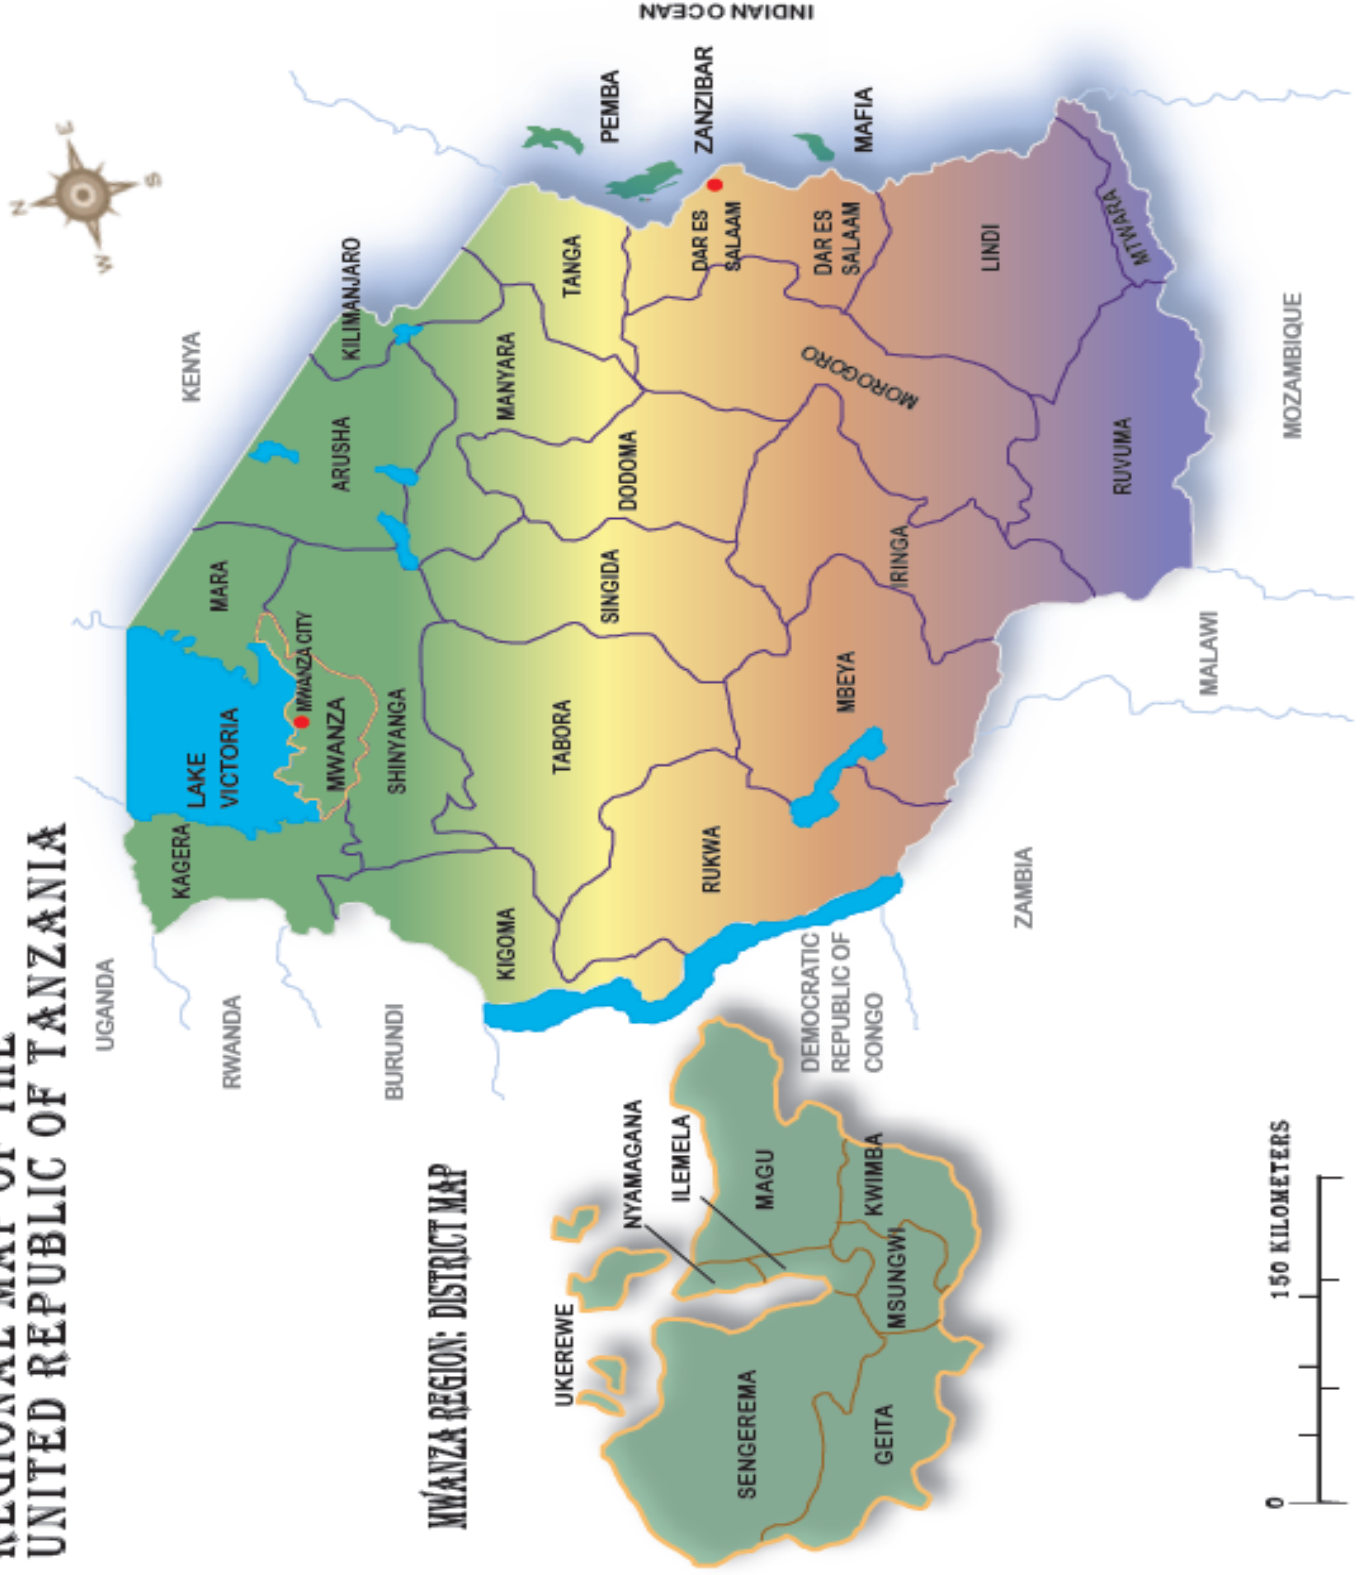 REGIONAL MAP OF THE
UNITED REPUBLIC OF TANZANIA
N
E
S
W
UGANDA
RWANDA
BURUNDI
KENYA
KAGERA
LAKE
VICTORIA
MARA
MWANZA CITY
MWANZA
SHINYANGA
ARUSHA
KILIMANJARO
KIGOMA
TABORA
SINGIDA
DODOMA
MANYARA
TANGA
PEMBA
ZANZIBAR
MAFIA
INDIAN OCEAN
RUKWA
MBEYA
IRINGA
MOROGORO
DAR ES
SALAAM
DAR ES
SALAAM
LINDI
MTWARA
RUVUMA
DEMOCRATIC
REPUBLIC OF
CONGO
ZAMBIA
MALAWI
MOZAMBIQUE
MWANZA REGION: DISTRICT MAP
UKEREWE
NYAMAGANA
ILEMELA
MAGU
KWIMBA
MSUNGWI
SENGEREMA
GEITA
0
150 KILOMETERS